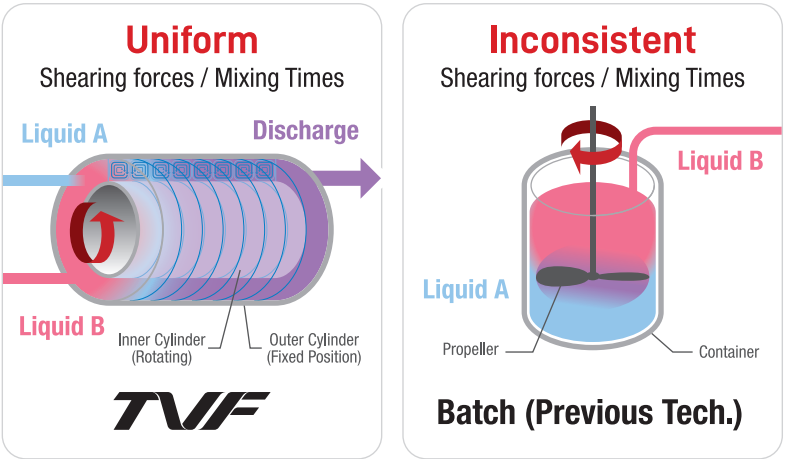 Uniform
Shearing forces / Mixing Times
Liquid A
Discharge
Liquid B
Inner Cylinder
(Rotating)
Outer Cylinder
(Fixed Position)
TVF
Inconsistent
Shearing forces / Mixing Times
Liquid B
Liquid A
Propeller
Container
Batch (Previous Tech.)